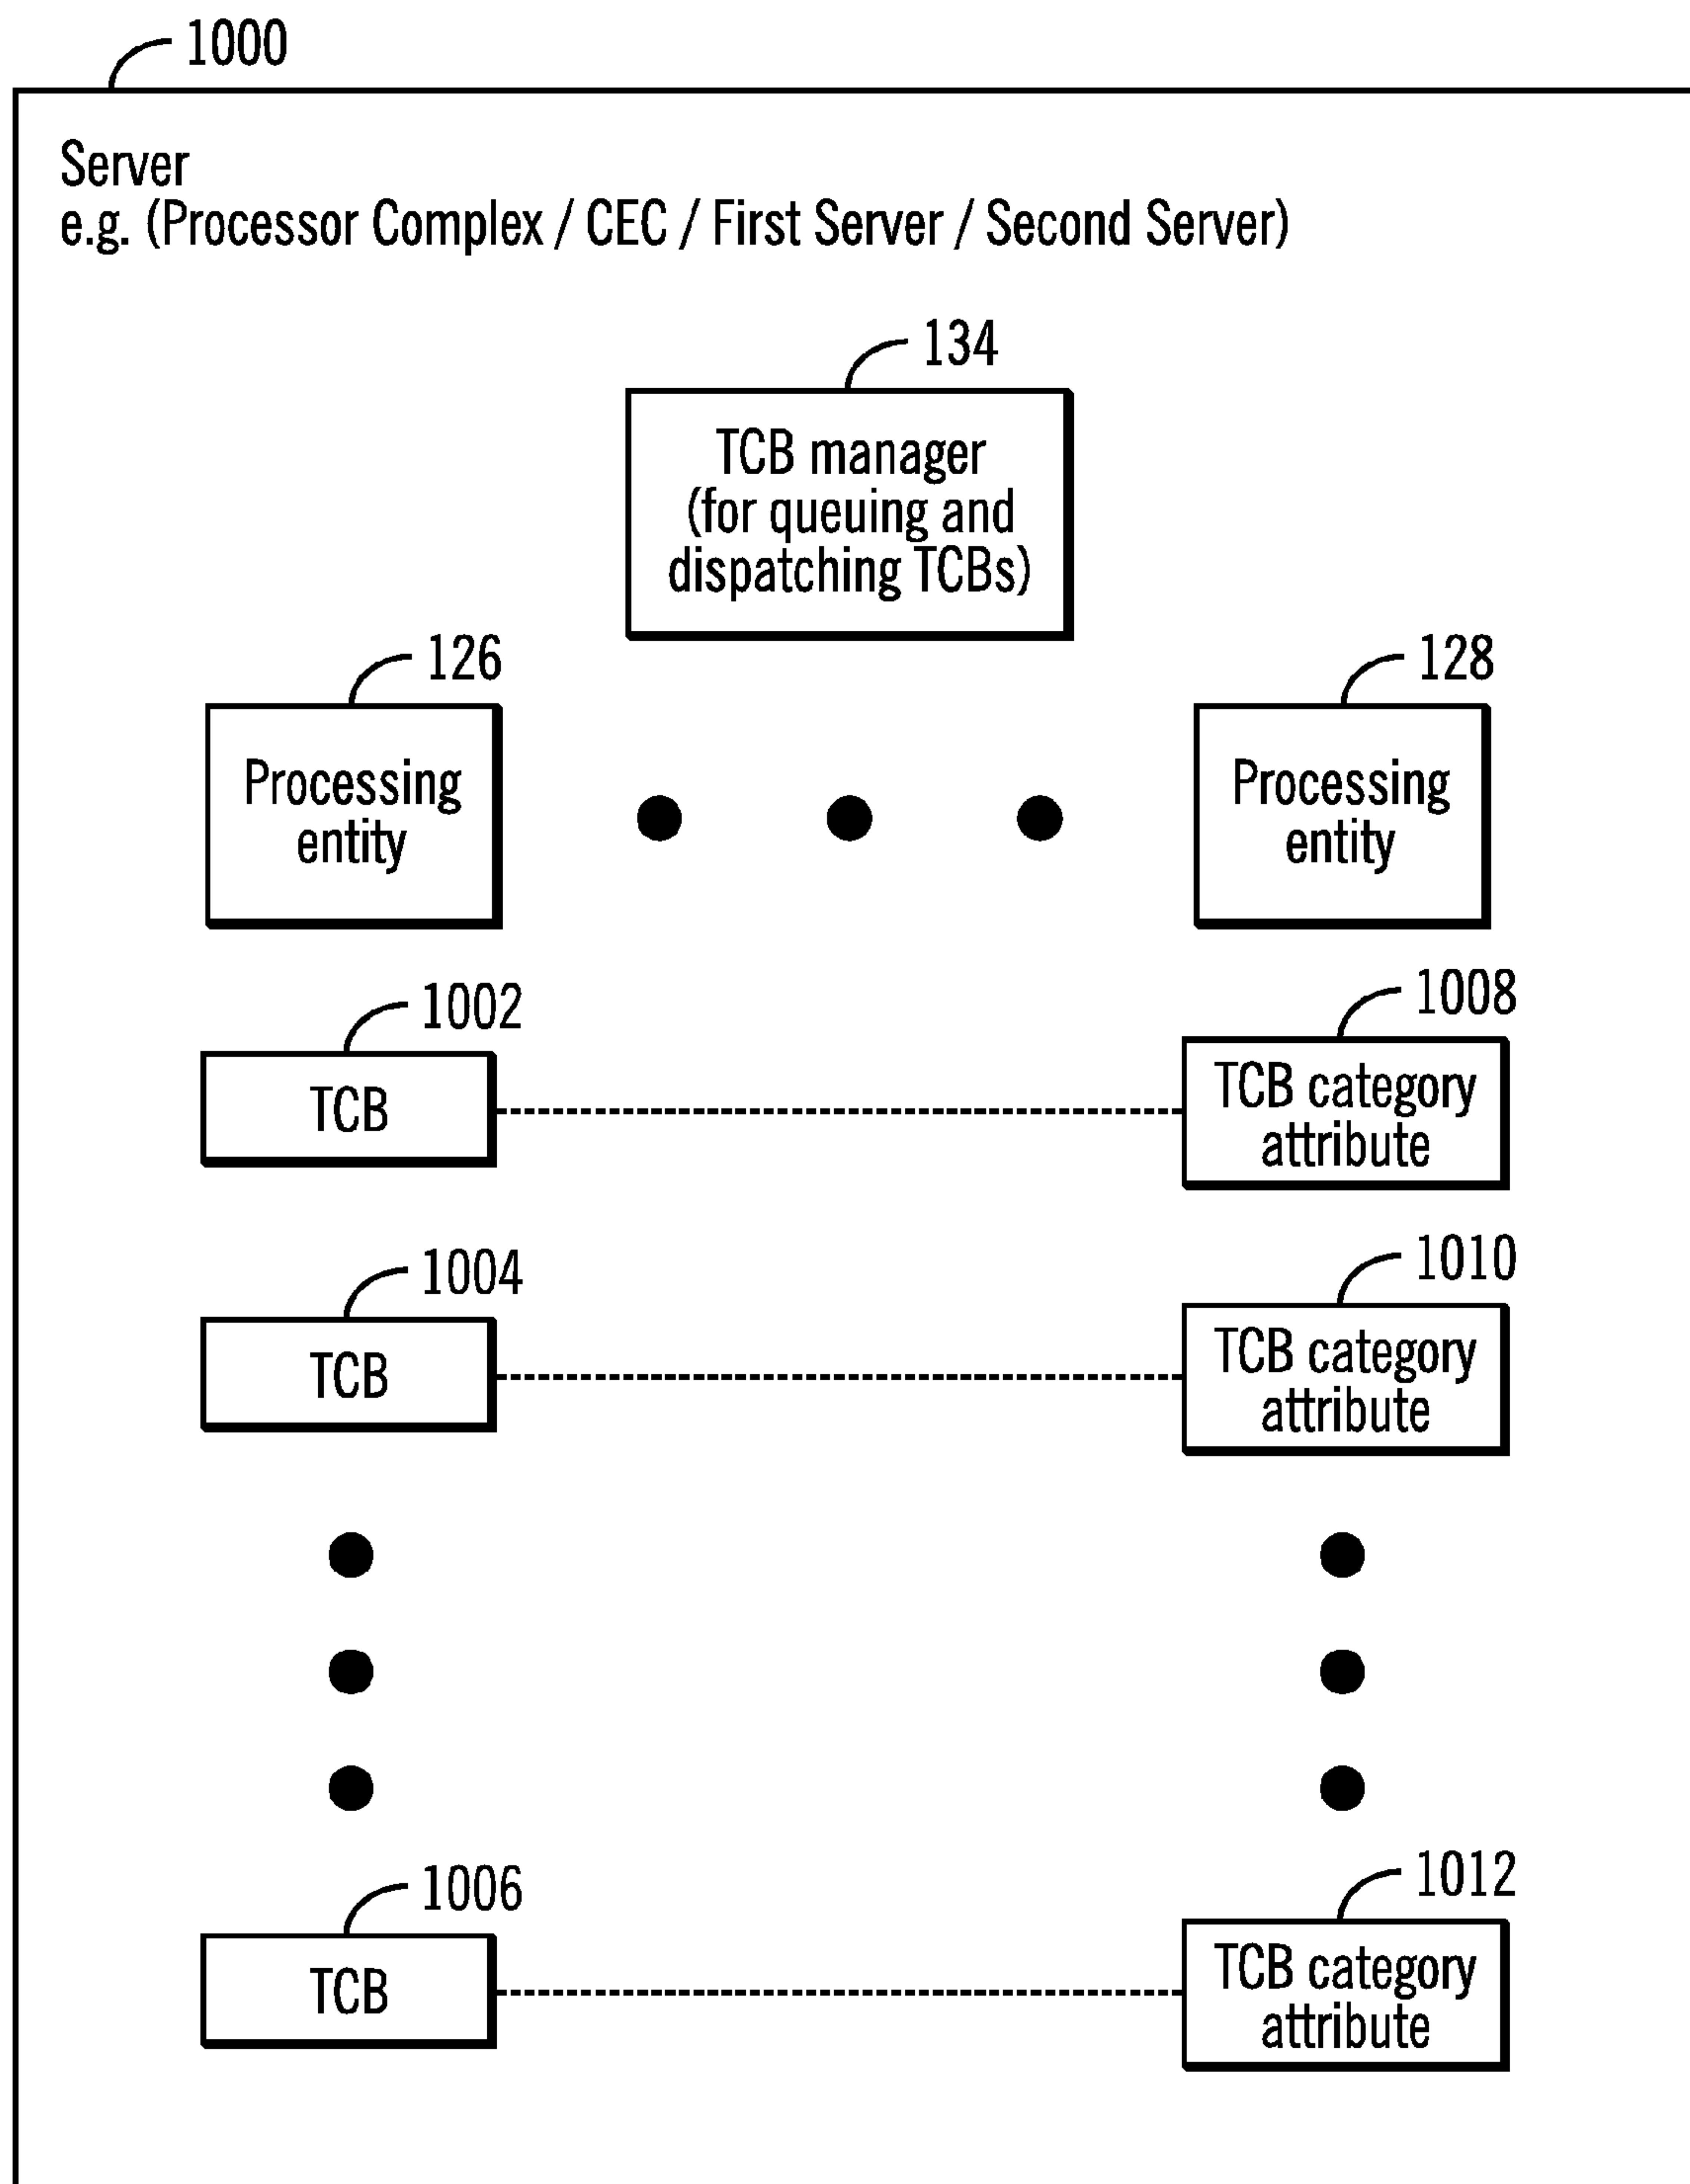 1000
Server
e.g. (Processor Complex / CEC / First Server / Second Server)
134
TCB manager
(for queuing and
dispatching TCBs)
126
128
Processing
entity
Processing
entity
1002
1008
TCB
TCB category
attribute
1004
1010
TCB
TCB category
attribute
1006
1012
TCB
TCB category
attribute